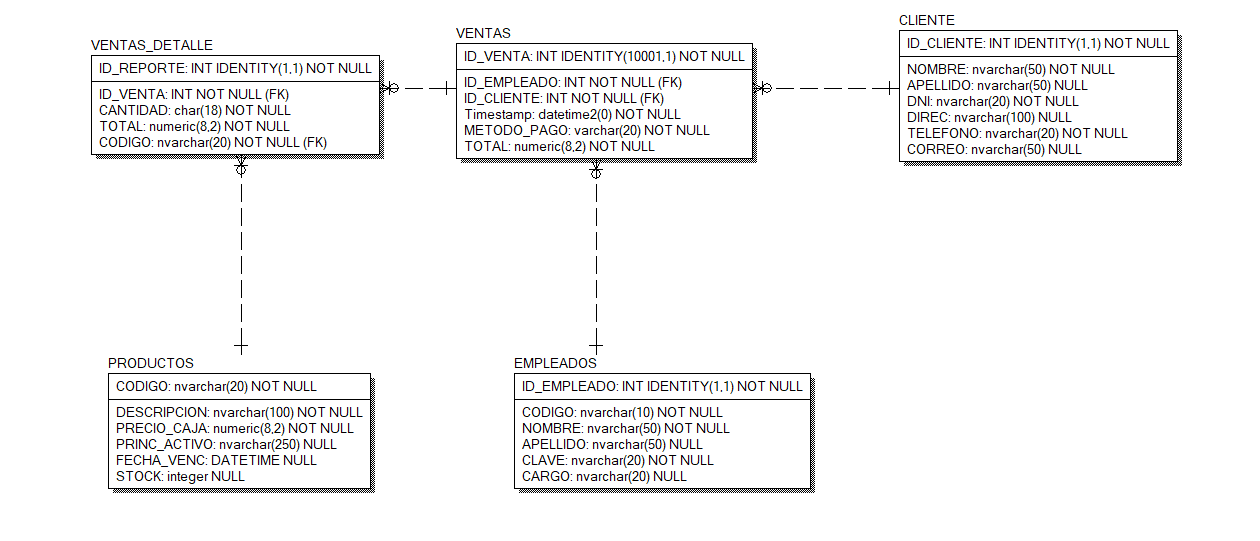 VENTAS_DETALLE
ID_REPORTE: INT IDENTITY(1,1) NOT NULL
ID_VENTA: INT NOT NULL (FK)
CANTIDAD: char(18) NOT NULL
TOTAL: numeric(8,2) NOT NULL
CODIGO: nvarchar(20) NOT NULL (FK)
VENTAS
ID_VENTA: INT IDENTITY(10001,1) NOT NULL
ID_EMPLEADO: INT NOT NULL (FK)
ID_CLIENTE: INT NOT NULL (FK)
Timestamp: datetime2(0) NOT NULL
METODO_PAGO: varchar(20) NOT NULL
TOTAL: numeric(8,2) NOT NULL
CLIENTE
ID_CLIENTE: INT IDENTITY(1,1) NOT NULL
NOMBRE: nvarchar(50) NOT NULL
APELLIDO: nvarchar(50) NULL
DNI: nvarchar(20) NOT NULL
DIREC: nvarchar(100) NULL
TELEFONO: nvarchar(20) NOT NULL
CORREO: nvarchar(50) NULL
PRODUCTOS
CODIGO: nvarchar(20) NOT NULL
DESCRIPCION: nvarchar(100) NOT NULL
PRECIO_CAJA: numeric(8,2) NOT NULL
PRINC_ACTIVO: nvarchar(250) NULL
FECHA_VENC: DATETIME NULL
STOCK: integer NULL
EMPLEADOS
ID_EMPLEADO: INT IDENTITY(1,1) NOT NULL
CODIGO: nvarchar(10) NOT NULL
NOMBRE: nvarchar(50) NOT NULL
APELLIDO: nvarchar(50) NULL
CLAVE: nvarchar(20) NOT NULL
CARGO: nvarchar(20) NULL